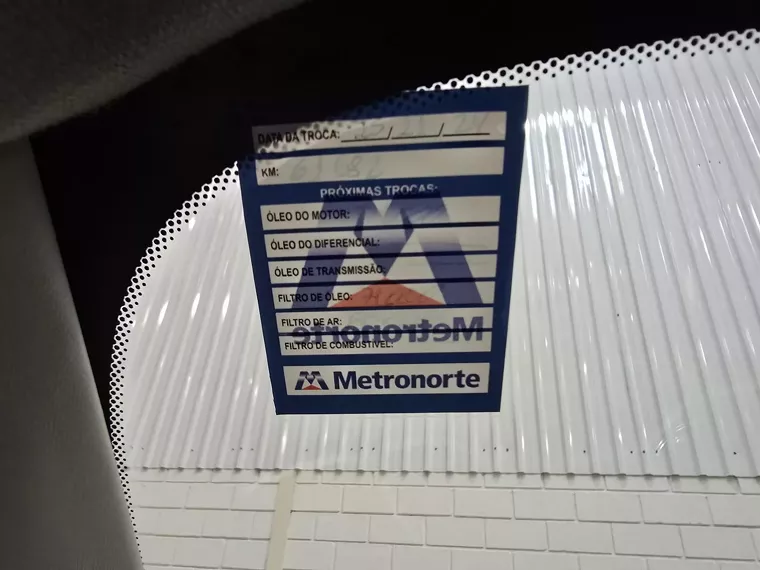 DATA DA TROCA: / /
KM:
PRÓXIMAS TROCAS:
ÓLEO DO MOTOR:
ÓLEO DO DIFERENCIAL:
ÓLEO DE TRANSMISSÃO:
FILTRO DE ÓLEO:
FILTRO DE AR:
Metronorte
FILTRO DE COMBUSTÍVEL:
Metronorte